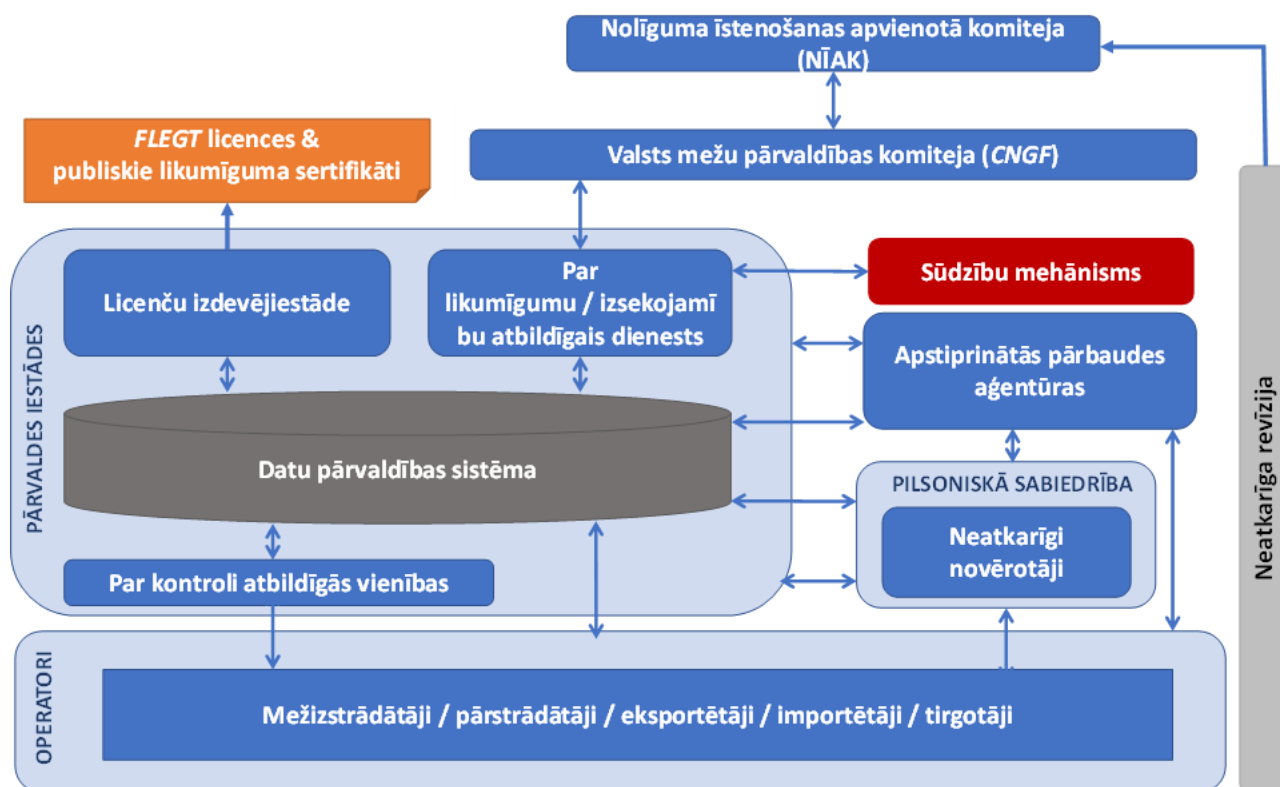 Nolīguma īstenošanas apvienotā komiteja
(NĪAK)
FLEGT licences &
publiskie likumīguma sertifikāti
Valsts mežu pārvaldības komiteja (CNGF)
PĀRVALDES IESTĀDES
Licenču izdevējiestāde
Par
likumīgumu / izsekojamī
bu atbildīgais dienests
Sūdzību mehānisms
Apstiprinātās pārbaudes
aģentūras
Datu pārvaldības sistēma
PILSONISKĀ SABIEDRĪBA
Neatkarīgi
novērotāji
Par kontroli atbildīgās vienības
Neatkarīga revīzija
OPERATORI
Mežizstrādātāji / pārstrādātāji / eksportētāji / importētāji / tirgotāji